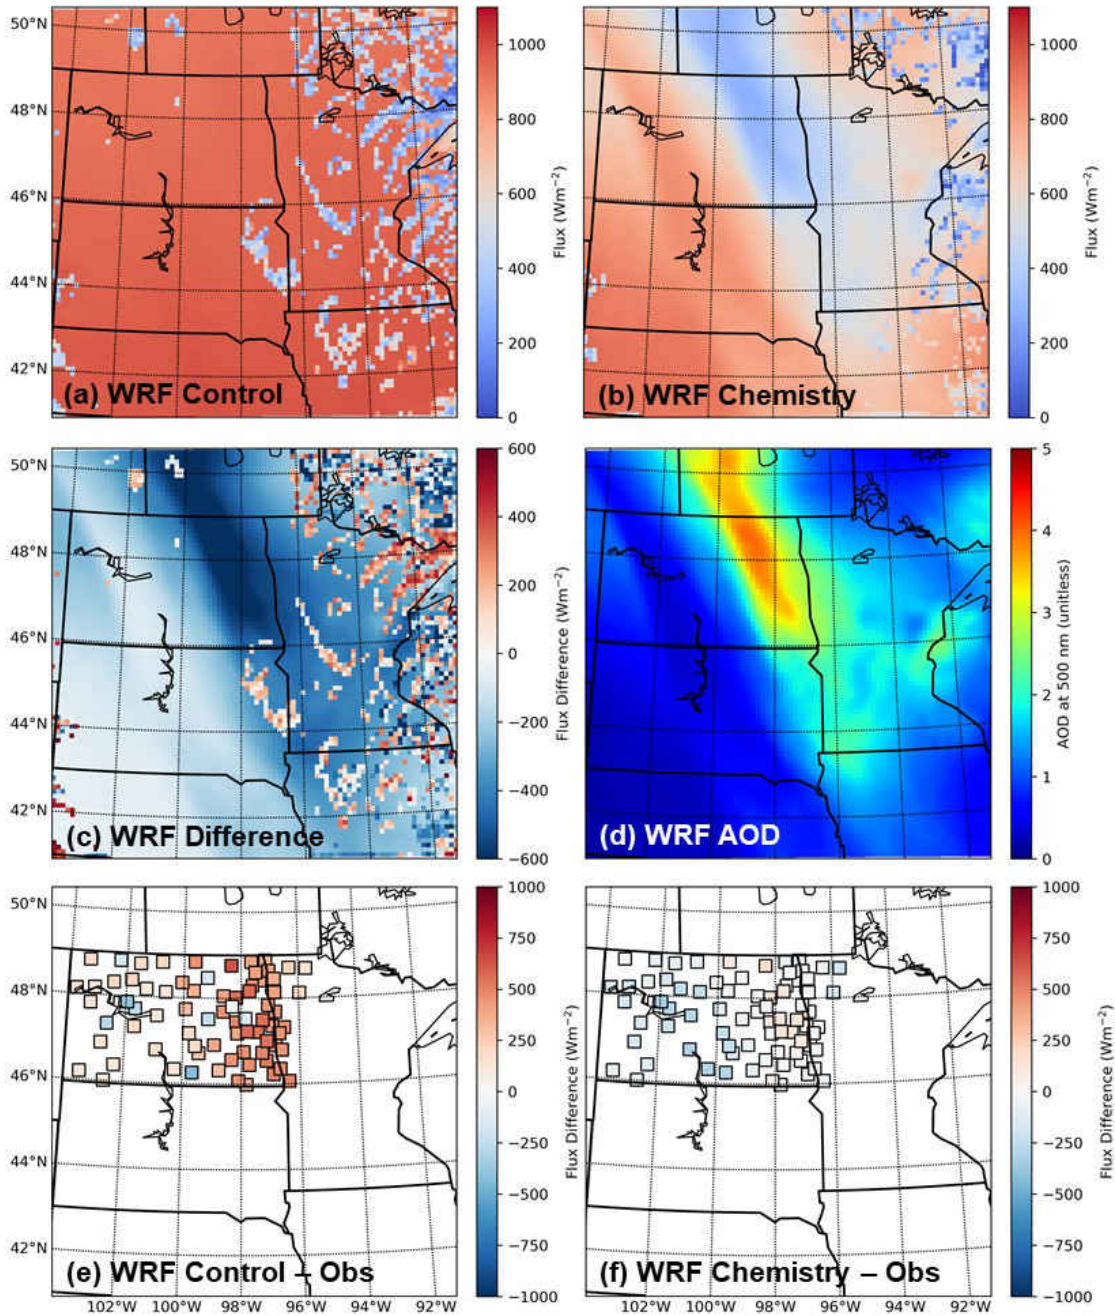 50°N
48°N
46°N
44°N
42°N
(a) WRF Control
1000
800
600
400
200
0
Flux (Wm−2)
(b) WRF Chemistry
1000
800
600
400
200
0
Flux (Wm−2)
50°N
48°N
46°N
44°N
42°N
(c) WRF Difference
600
400
200
0
−200
−400
−600
Flux Difference (Wm−2)
(d) WRF AOD
5
4
3
2
1
0
AOD at 500 nm (unitless)
50°N
48°N
46°N
44°N
42°N
(e) WRF Control – Obs
102°W 100°W 98°W 96°W 94°W 92°W
1000
750
500
250
0
−250
−500
−750
−1000
Flux Difference (Wm−2)
(f) WRF Chemistry – Obs
102°W 100°W 98°W 96°W 94°W 92°W
1000
750
500
250
0
−250
−500
−750
−1000
Flux Difference (Wm−2)